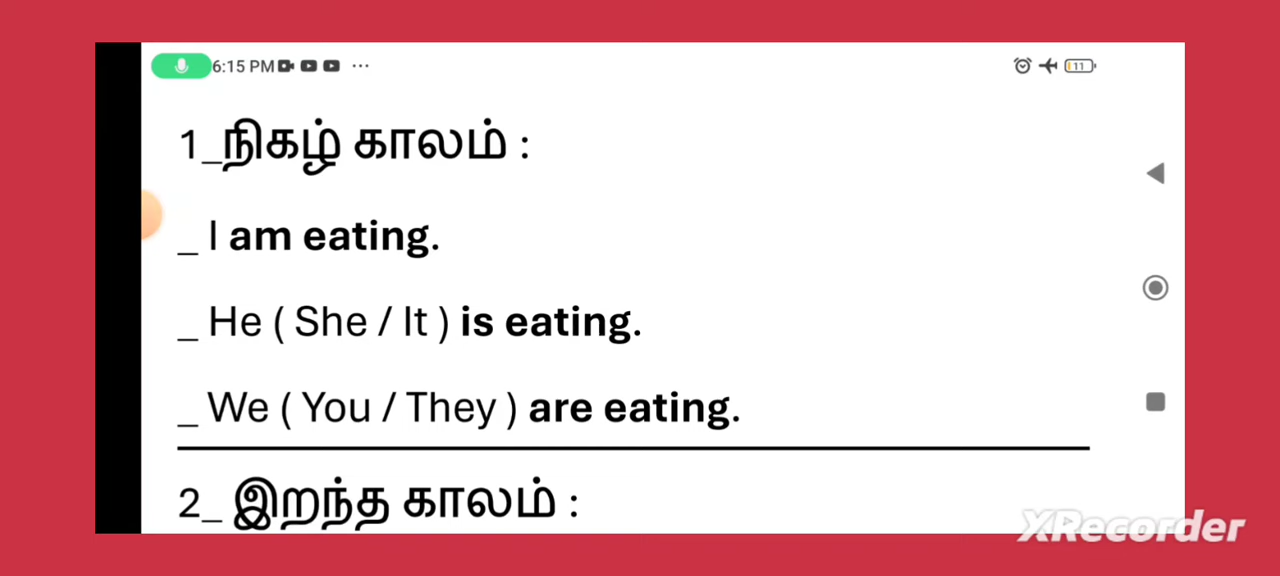 6:15 PM ...
11
1_நிகழ் காலம் :
_ I am eating.
_ He ( She / It ) is eating.
_ We ( You / They ) are eating.
2_ இறந்த காலம் :
XRecorder